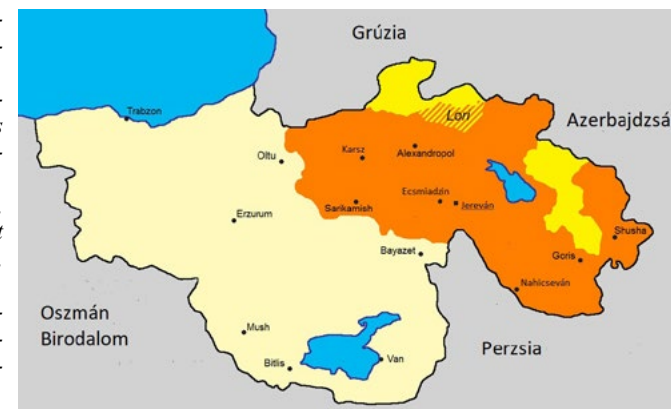 Grúzia
Trabzon
Lori
Azerbajdzsá
Oltu
Karsz
Alexandropol
Ecsmiadzin
Jereván
Sarikamish
Erzurum
Shusha
Bayazet
Goris
Nahicseván
Oszmán
Birodalom
Mush
Perzsia
Bitlis
Van